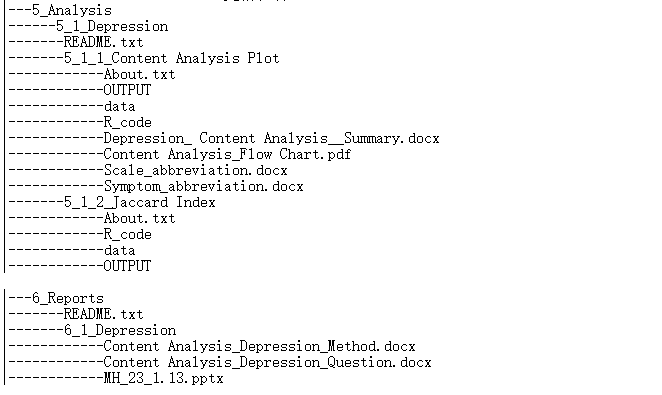 |---5_Analysis
|------5_1_Depression
|-------README.txt
|-------5_1_1_Content Analysis Plot
|------------About.txt
|------------OUTPUT
|------------data
|------------R_code
|------------Depression_ Content Analysis__Summary.docx
|------------Content Analysis_Flow Chart.pdf
|------------Scale_abbreviation.docx
|------------Symptom_abbreviation.docx
|-------5_1_2_Jaccard Index
|------------About.txt
|------------R_code
|------------data
|------------OUTPUT
|---6_Reports
|-------README.txt
|-------6_1_Depression
|------------Content Analysis_Depression_Method.docx
|------------Content Analysis_Depression_Question.docx
|------------MH_23_1.13.pptx